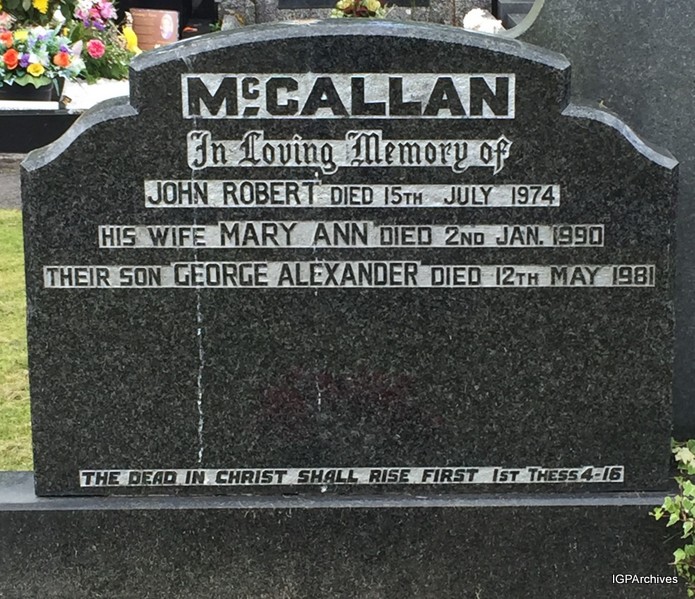 McCALLAN
In Loving Memory of
JOHN ROBERT DIED 15TH JULY 1974
HIS WIFE MARY ANN DIED 2ND JAN. 1990
THEIR SON GEORGE ALEXANDER DIED 12TH MAY 1981
THE DEAD IN CHRIST SHALL RISE FIRST 1ST THESS 4-16
IGPArchives